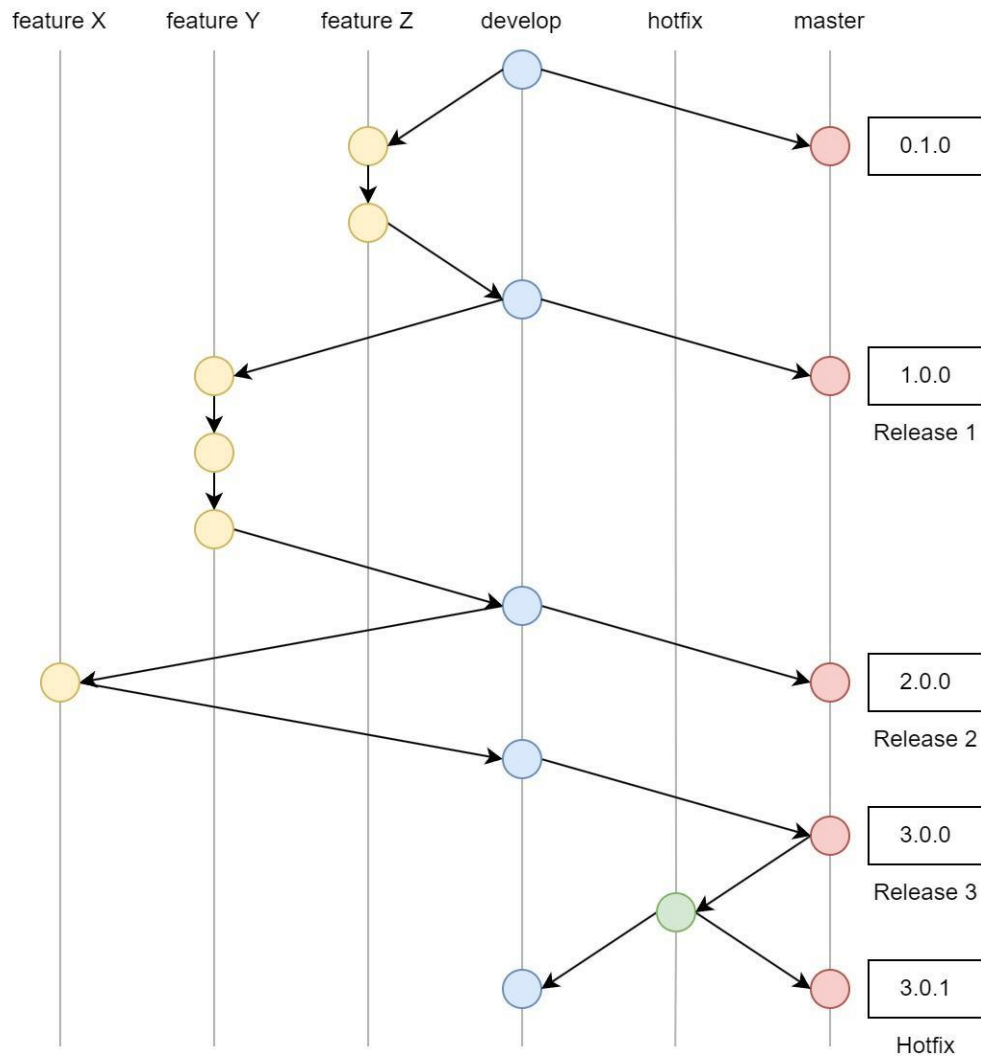 feature X
feature Y
feature Z
develop
hotfix
master
0.1.0
1.0.0
Release 1
2.0.0
Release 2
3.0.0
Release 3
3.0.1
Hotfix